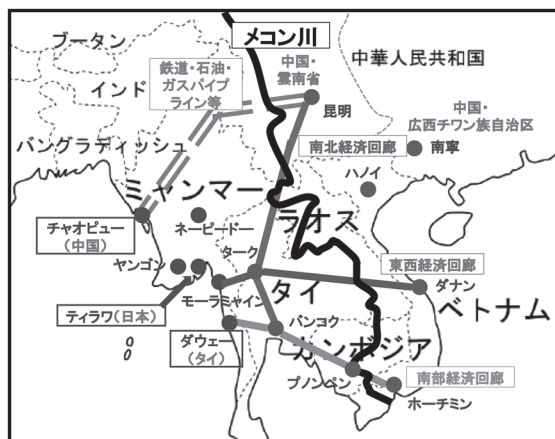 メコン川
ブータン
鉄道・石油・
ガスパイプ
ライン等
中国・
雲南省
中華人民共和国
インド
昆明
中国・
広西チワン族自治区
バングラディッシュ
南北経済回廊
南寧
ハノイ
ミャンマー
ラオス
チャオピュー
(中国)
ネーピードー
ターク
東西経済回廊
ヤンゴン
ダナン
モーラミャイン
タイ
ベトナム
ティラワ(日本)
バンコク
ダウェー
(タイ)
カンボジア
プノンペン
南部経済回廊
ホーチミン